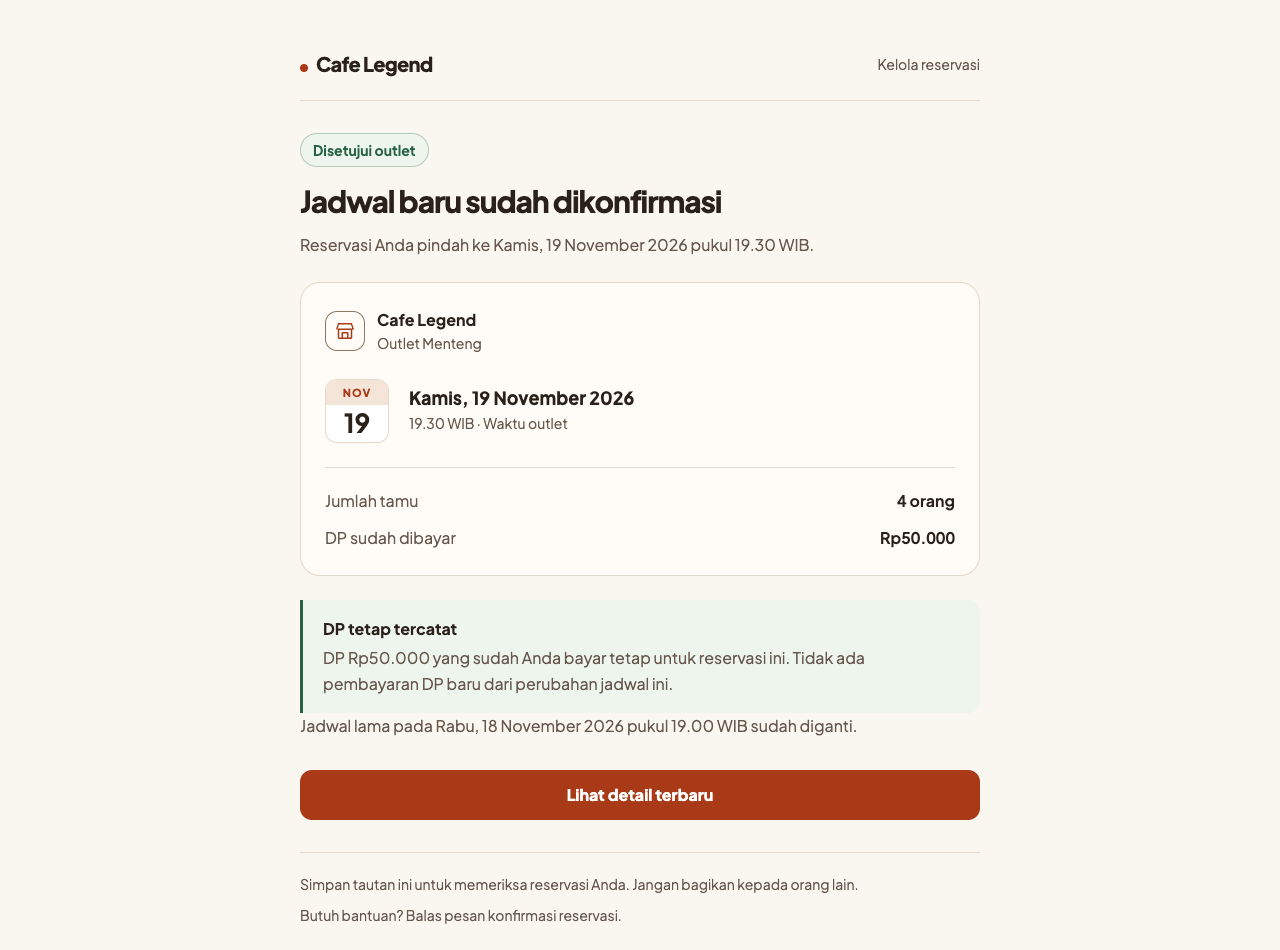 Cafe Legend
Kelola reservasi
Disetujui outlet
Jadwal baru sudah dikonfirmasi
Reservasi Anda pindah ke Kamis, 19 November 2026 pukul 19.30 WIB.
Cafe Legend
Outlet Menteng
NOV
19
Kamis, 19 November 2026
19.30 WIB · Waktu outlet
Jumlah tamu
4 orang
DP sudah dibayar
Rp50.000
DP tetap tercatat
DP Rp50.000 yang sudah Anda bayar tetap untuk reservasi ini. Tidak ada
pembayaran DP baru dari perubahan jadwal ini.
Jadwal lama pada Rabu, 18 November 2026 pukul 19.00 WIB sudah diganti.
Lihat detail terbaru
Simpan tautan ini untuk memeriksa reservasi Anda. Jangan bagikan kepada orang lain.
Butuh bantuan? Balas pesan konfirmasi reservasi.